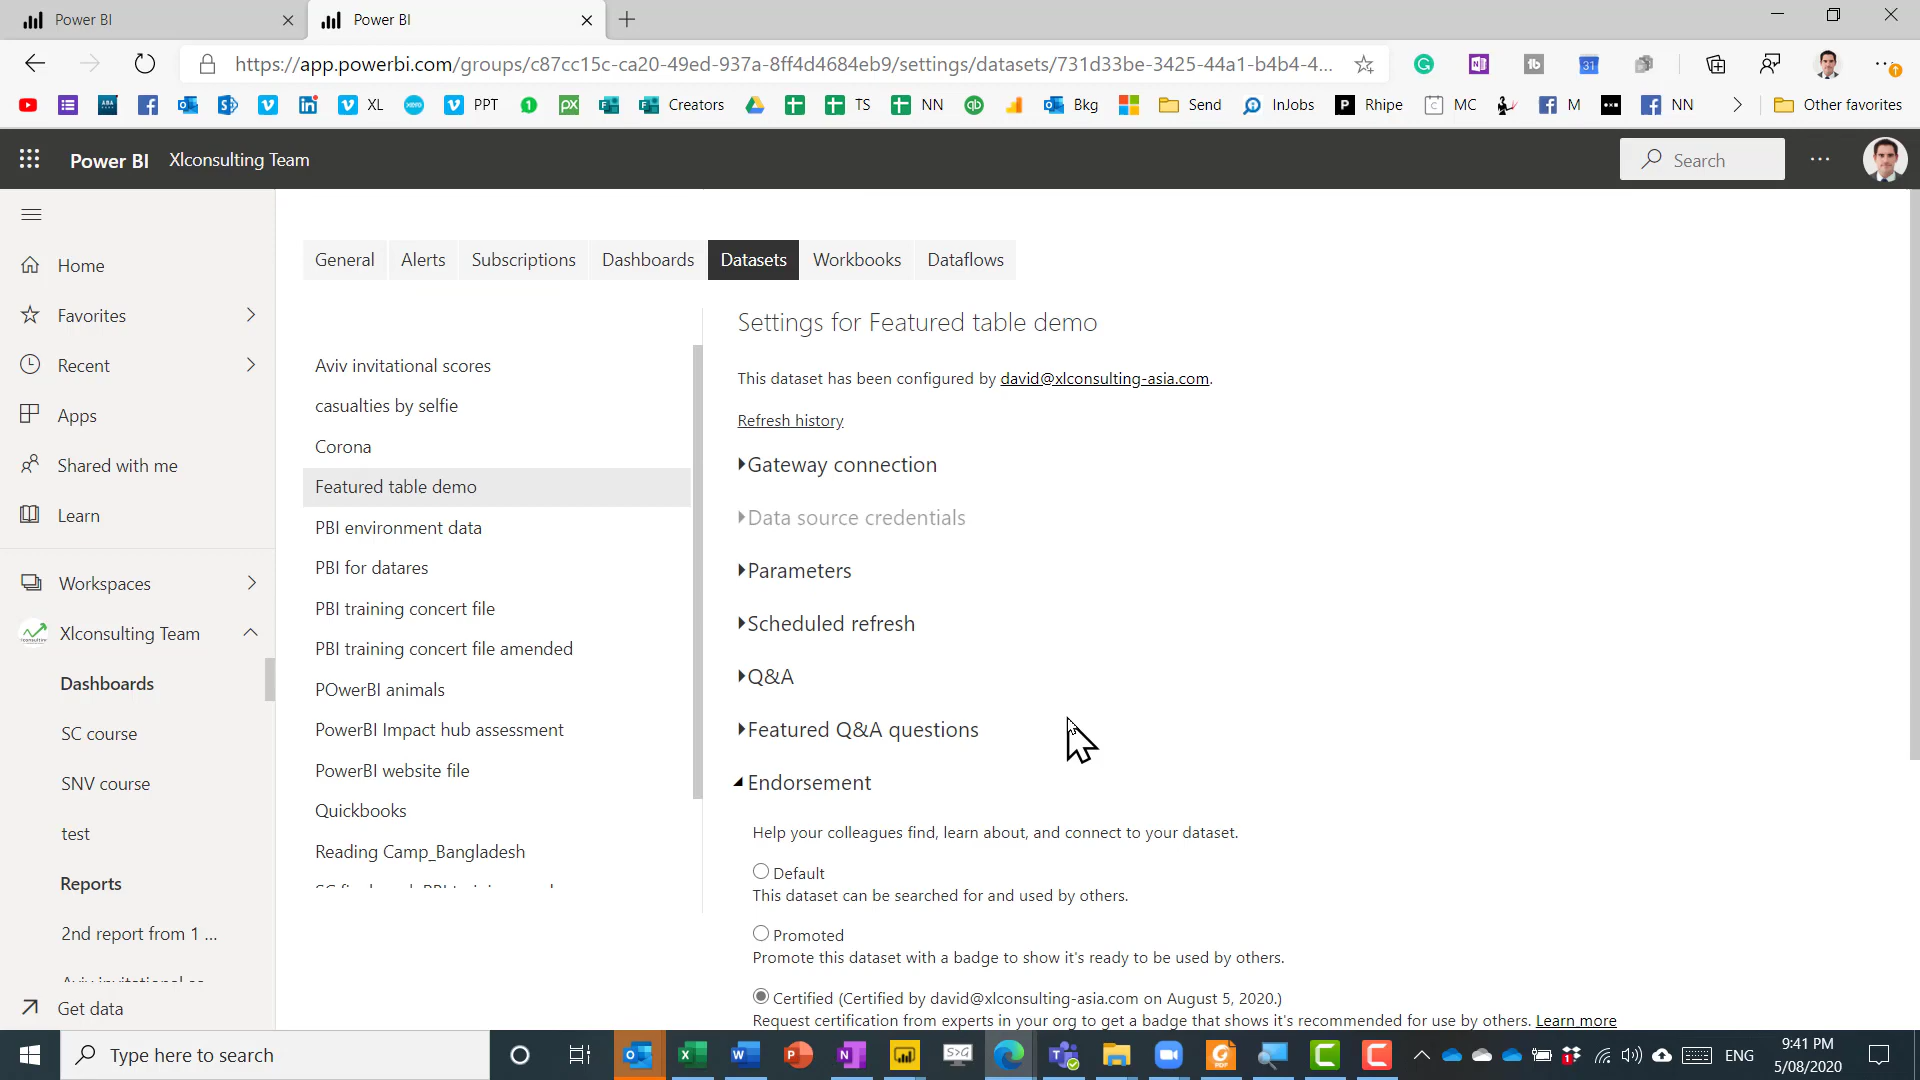 Power BI
Power BI
https://app.powerbi.com/groups/c87cc15c-ca20-49ed-937a-8ff4d4684eb9/settings/datasets/731d33be-3425-44a1-b4b4-4...
XL
PPT
Creators
TS
NN
Bkg
Send
InJobs
Rhipe
MC
M
NN
Other favorites
Power BI
Xlconsulting Team
Search
General
Alerts
Subscriptions
Dashboards
Datasets
Workbooks
Dataflows
Home
Favorites
Recent
Apps
Shared with me
Learn
Workspaces
Xlconsulting Team
Dashboards
SC course
SNV course
test
Reports
2nd report from 1 ...
Get data
Aviv invitational scores
casualties by selfie
Corona
Featured table demo
PBI environment data
PBI for datares
PBI training concert file
PBI training concert file amended
POwerBI animals
PowerBI Impact hub assessment
PowerBI website file
Quickbooks
Reading Camp_Bangladesh
Settings for Featured table demo
This dataset has been configured by david@xlconsulting-asia.com.
Refresh history
Gateway connection
Data source credentials
Parameters
Scheduled refresh
Q&A
Featured Q&A questions
Endorsement
Help your colleagues find, learn about, and connect to your dataset.
Default
This dataset can be searched for and used by others.
Promoted
Promote this dataset with a badge to show it's ready to be used by others.
Certified (Certified by david@xlconsulting-asia.com on August 5, 2020.)
Request certification from experts in your org to get a badge that shows it's recommended for use by others. Learn more
Type here to search
ENG
9:41 PM
5/08/2020